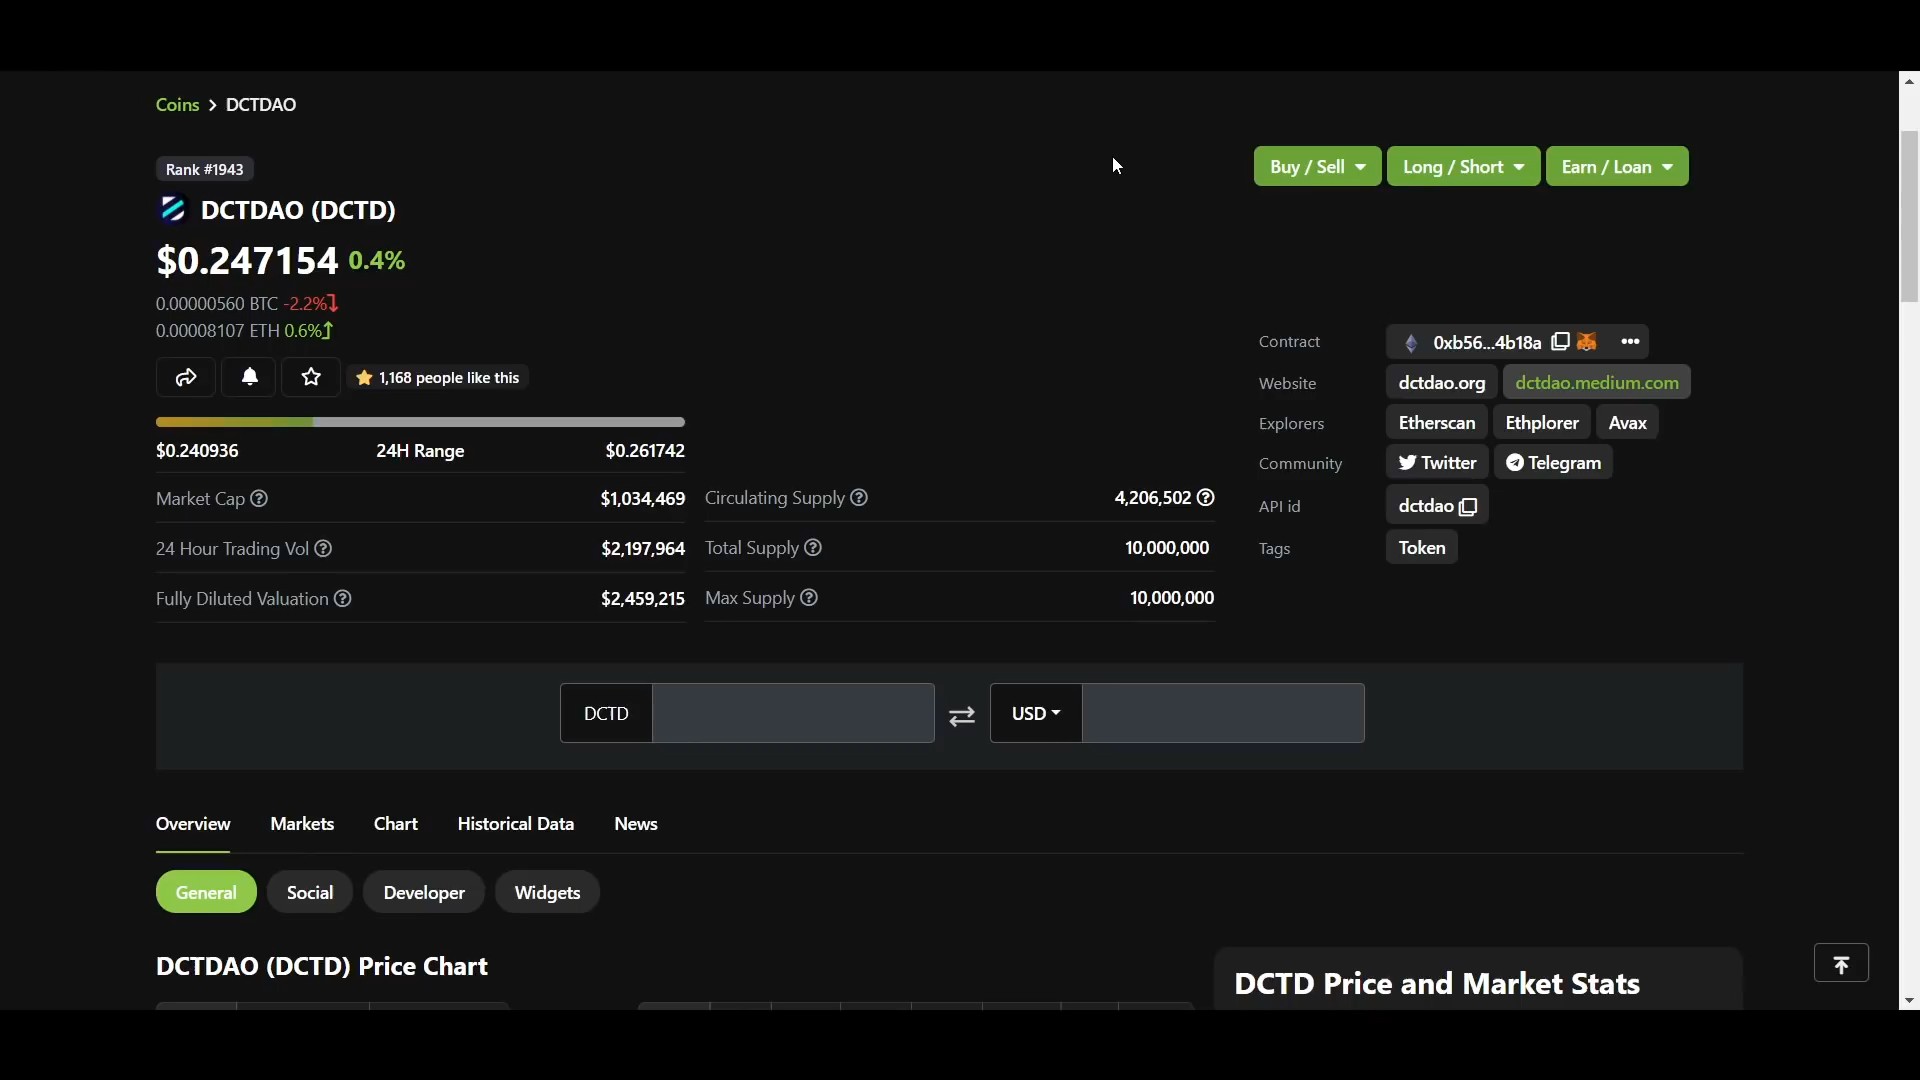 Coins > DCTDAO
Rank #1943
DCTDAO (DCTD)
$0.247154 0.4%
0.00000560 BTC -2.2%
0.00008107 ETH 0.6%
1,168 people like this
$0.240936 24H Range $0.261742
Market Cap $1,034,469
24 Hour Trading Vol $2,197,964
Fully Diluted Valuation $2,459,215
Circulating Supply 4,206,502
Total Supply 10,000,000
Max Supply 10,000,000
Buy / Sell Long / Short Earn / Loan
Contract 0xb56...4b18a •••
Website dctdao.org dctdao.medium.com
Explorers Etherscan Ethplorer Avax
Community Twitter Telegram
API id dctdao
Tags Token
DCTD USD
Overview Markets Chart Historical Data News
General Social Developer Widgets
DCTDAO (DCTD) Price Chart
DCTD Price and Market Stats